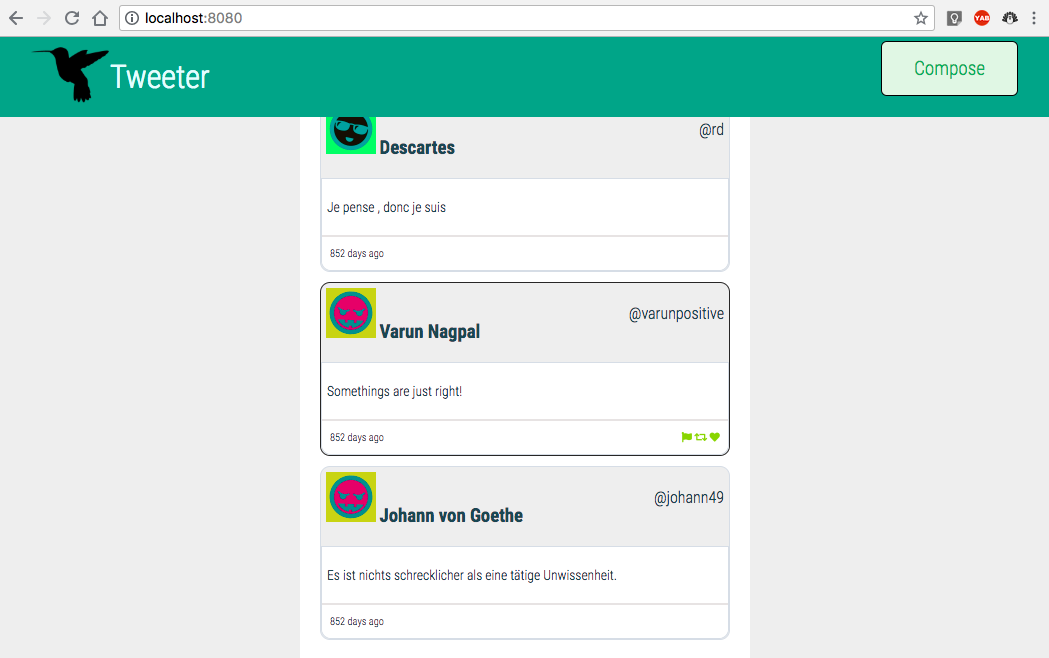 localhost:8080
YAB
Tweeter
Compose
Descartes
@rd
Je pense , donc je suis
852 days ago
Varun Nagpal
@varunpositive
Somethings are just right!
852 days ago
Johann von Goethe
@johann49
Es ist nichts schrecklicher als eine tätige Unwissenheit.
852 days ago